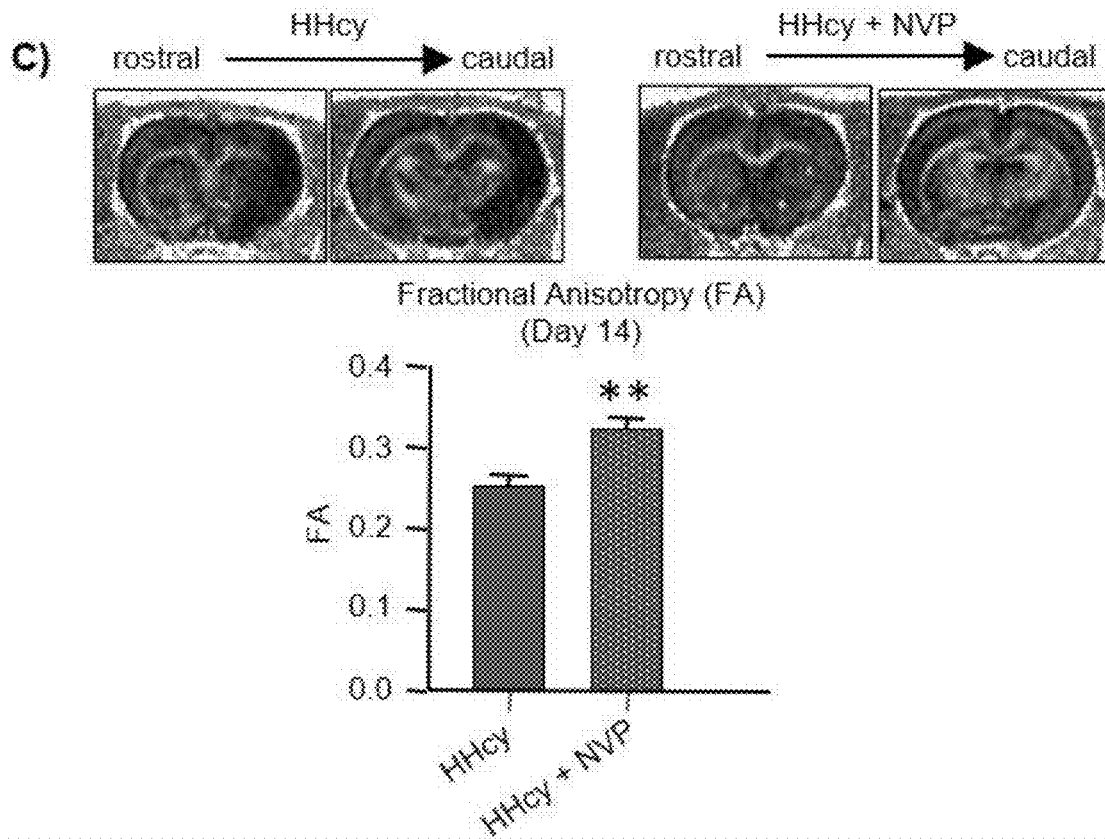 C)
HHcy
rostral caudal
HHcy + NVP
rostral caudal
Fractional Anisotropy (FA)
(Day 14)
0.4
0.3
0.2
0.1
0.0
FA
**
HHcy
HHcy + NVP